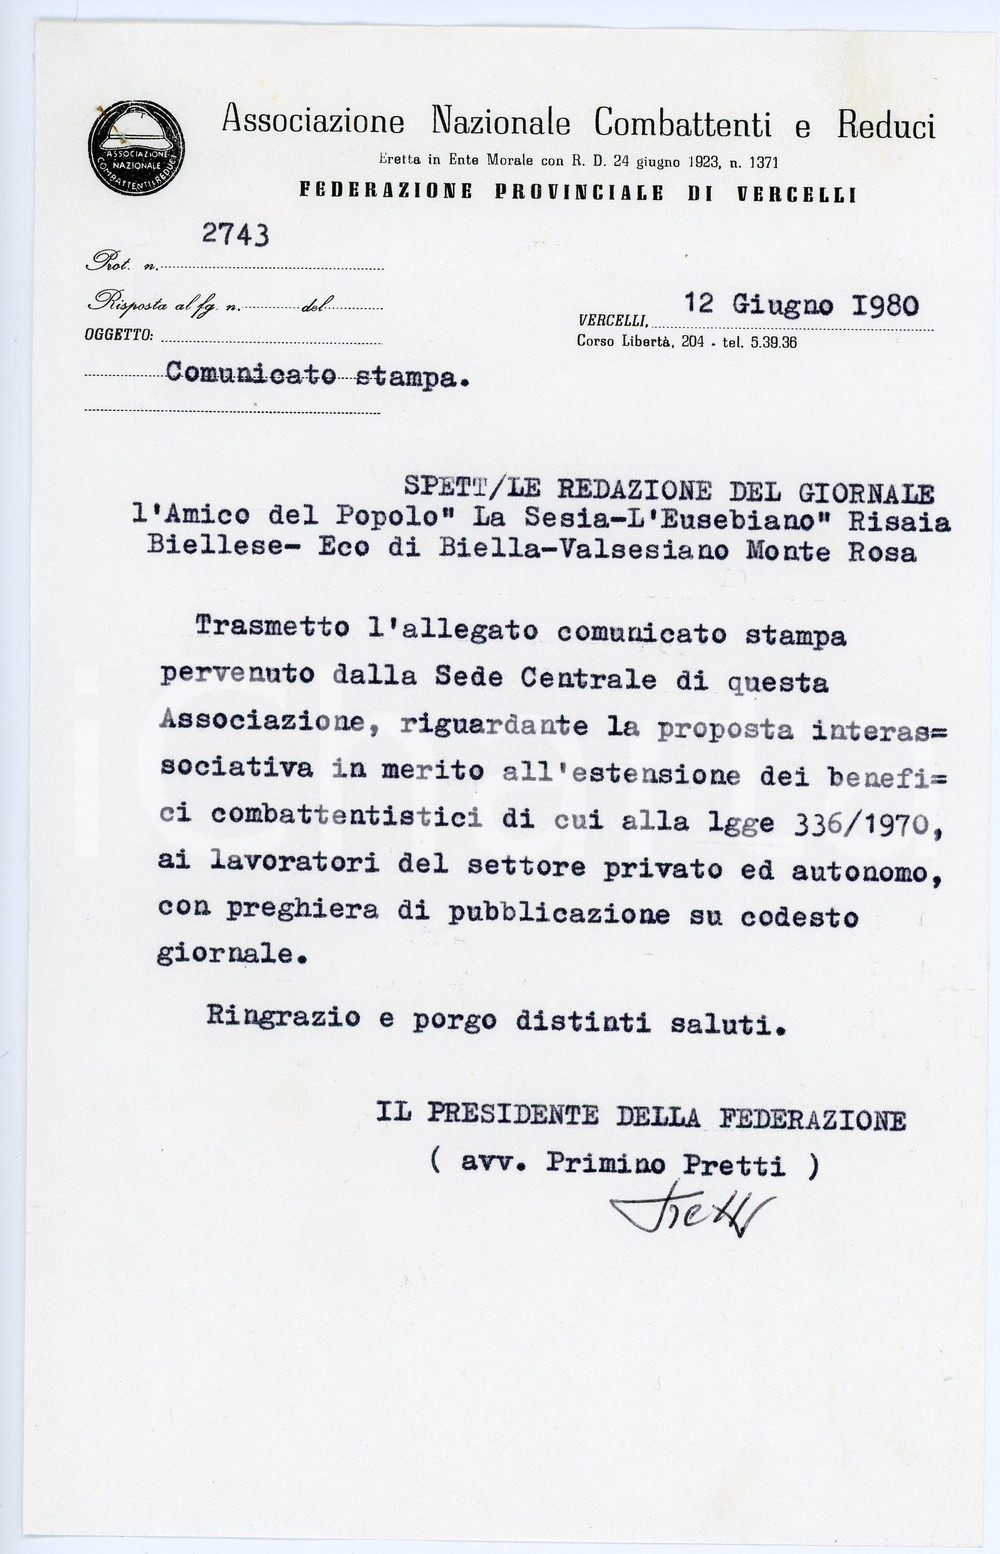 ASSOCIAZIONE
NAZIONALE
COMBATTENTI E REDUCI
Associazione Nazionale Combattenti e Reduci
Eretta in Ente Morale con R. D. 24 giugno 1923, n. 1371
FEDERAZIONE PROVINCIALE DI VERCELLI
2743
Prot. n.
Risposta al fg. n. del
OGGETTO:
Comunicato stampa.
12 Giugno I980
VERCELLI,
Corso Libertà, 204 - tel. 5.39.36
SPETT/LE REDAZIONE DEL GIORNALE
l'Amico del Popolo" La Sesia-L'Eusebiano" Risaia
Biellese- Eco di Biella-Valsesiano Monte Rosa
Trasmetto l'allegato comunicato stampa
pervenuto dalla Sede Centrale di questa
Associazione, riguardante la proposta interas=
sociativa in merito all'estensione dei benefi=
ci combattentistici di cui alla lgge 336/1970,
ai lavoratori del settore privato ed autonomo,
con preghiera di pubblicazione su codesto
giornale.
Ringrazio e porgo distinti saluti.
IL PRESIDENTE DELLA FEDERAZIONE
( avv. Primino Pretti )
Pretti